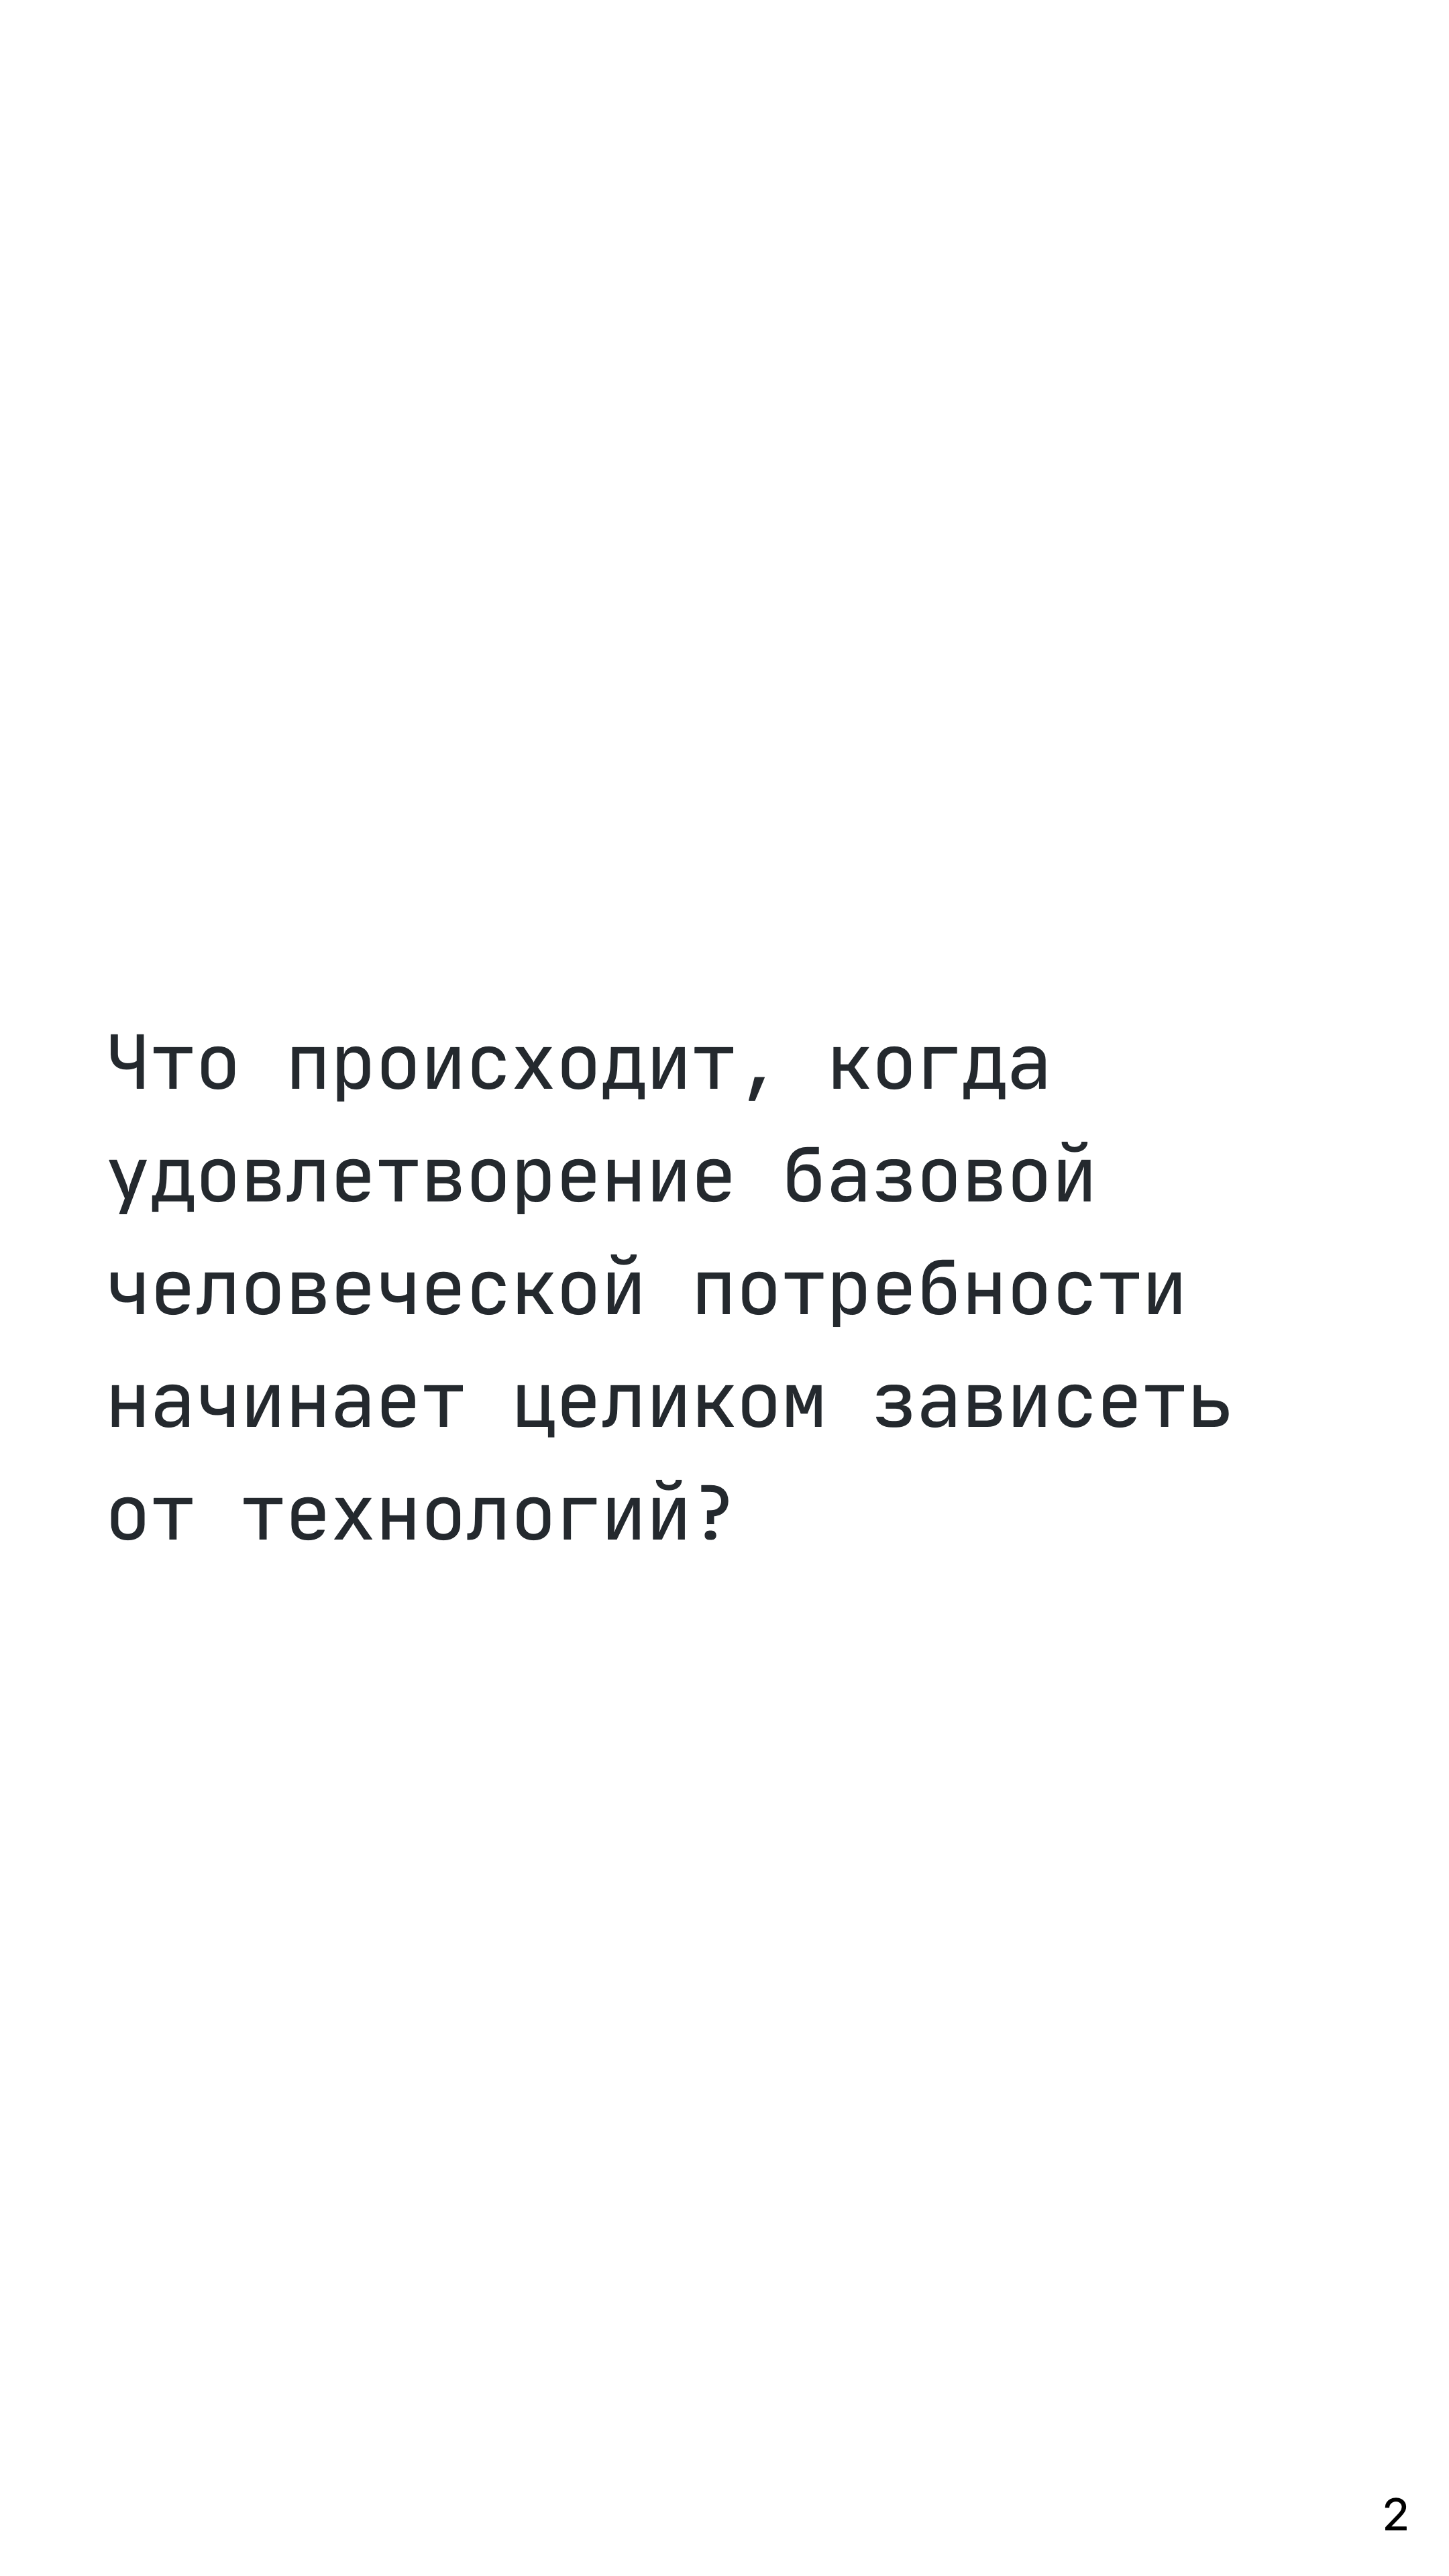 Что происходит, когда
удовлетворение базовой
человеческой потребности
начинает целиком зависеть
от технологий?
2